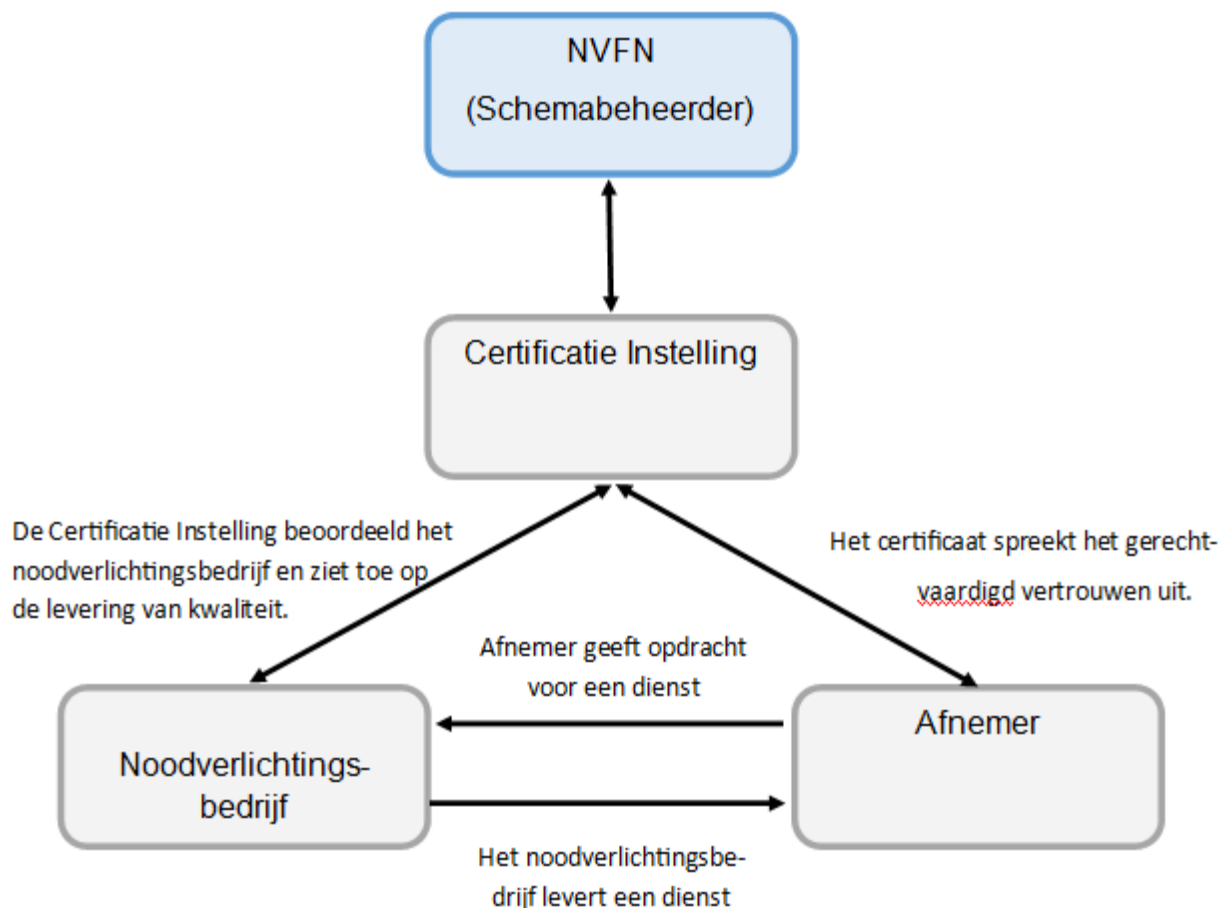 NVFN
(Schemabeheerder)
Certificatie Instelling
De Certificatie Instelling beoordeeld het
noodverlichtingsbedrijf en ziet toe op
de levering van kwaliteit.
Het certificaat spreekt het gerecht-
vaardigd vertrouwen uit.
Afnemer geeft opdracht
voor een dienst
Noodverlichtings-
bedrijf
Afnemer
Het noodverlichtingsbe-
drijf levert een dienst